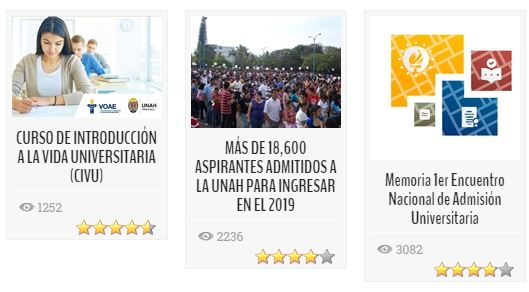 VOAE
UNAH
CURSO DE INTRODUCCIÓN
A LA VIDA UNIVERSITARIA
(CIVU)
1252
MÁS DE 18,600
ASPIRANTES ADMITIDOS A
LA UNAH PARA INGRESAR
EN EL 2019
2236
Memoria 1er Encuentro
Nacional de Admisión
Universitaria
3082